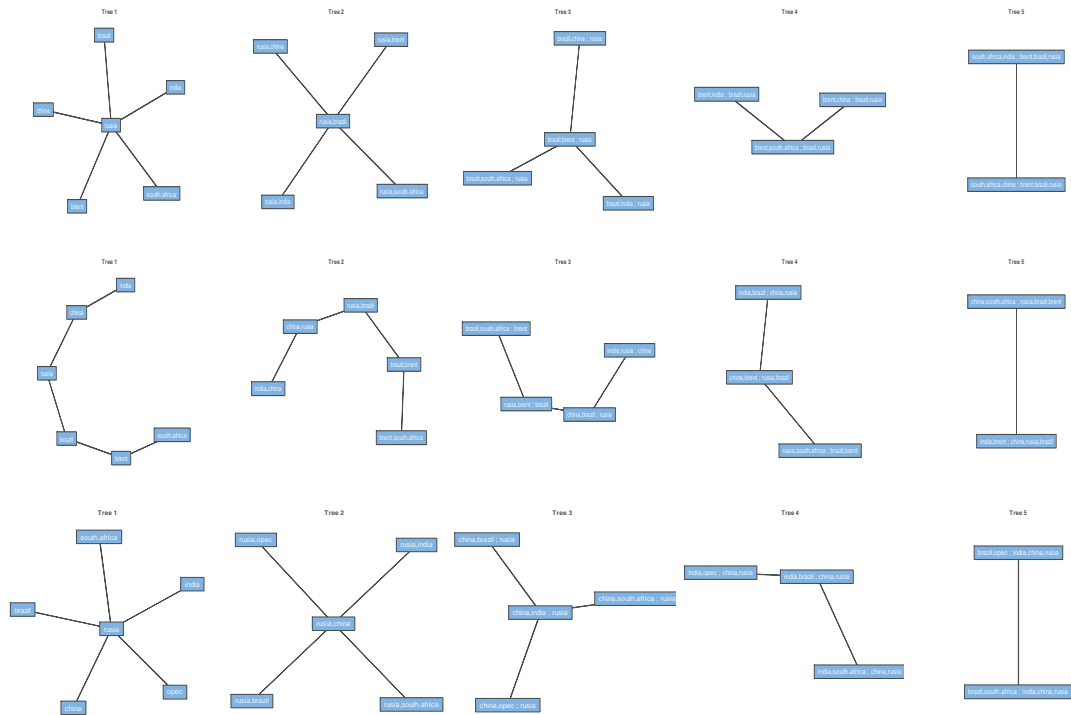 Tree 1
Tree 2
Tree 3
Tree 4
Tree 5
brazil
india
china
rusia
brent
south.africa
rusia,china
rusia,brent
rusia,brazil
rusia,india
rusia,south.africa
brazil,china ; rusia
brazil,brent ; rusia
brazil,south.africa ; rusia
brazil,india ; rusia
brent,india ; brazil,rusia
brent,china ; brazil,rusia
brent,south.africa ; brazil,rusia
south.africa,india ; brent,brazil,rusia
south.africa,china ; brent,brazil,rusia
Tree 1
Tree 2
Tree 3
Tree 4
Tree 5
india
china
rusia
brazil
brent
south.africa
rusia,brazil
china,rusia
brazil,brent
india,china
brent,south.africa
brazil,south.africa ; brent
india,rusia ; china
rusia,brent ; brazil
china,brazil ; rusia
india,brazil ; china,rusia
china,brent ; rusia,brazil
rusia,south.africa ; brazil,brent
china,south.africa ; rusia,brazil,brent
india,brent ; china,rusia,brazil
Tree 1
Tree 2
Tree 3
Tree 4
Tree 5
south.africa
india
brazil
rusia
opec
china
rusia,opec
rusia,india
rusia,china
rusia,brazil
rusia,south.africa
china,brazil ; rusia
china,south.africa ; rusia
china,india ; rusia
china,opec ; rusia
india,opec ; china,rusia
india,brazil ; china,rusia
india,south.africa ; china,rusia
brazil,opec ; india,china,rusia
brazil,south.africa ; india,china,rusia